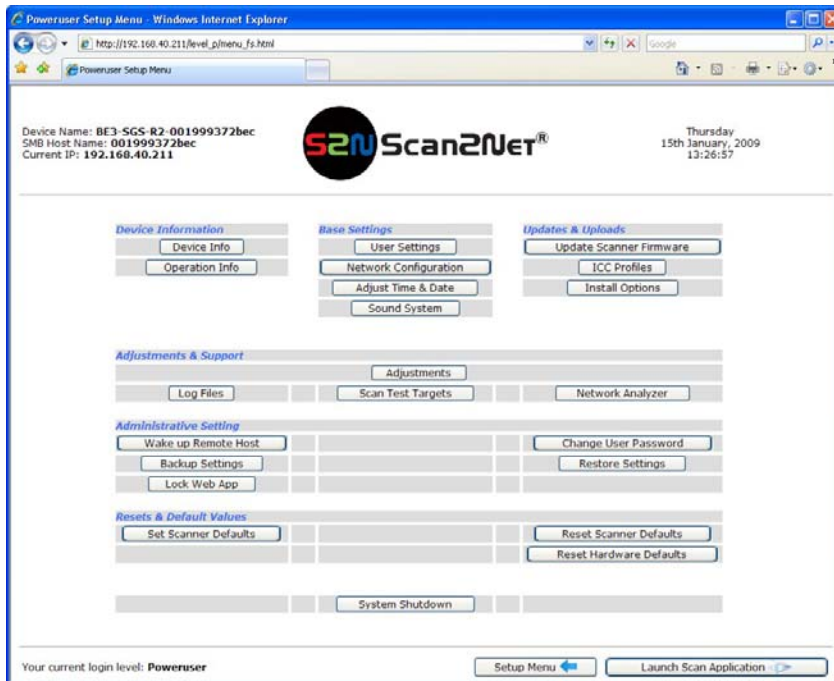 Poweruser Setup Menu - Windows Internet Explorer
http://192.168.40.211/level_p/menu_fs.html
Google
Poweruser Setup Menu
Device Name: BE3-SGS-R2-001999372bec
SMB Host Name: 001999372bec
Current IP: 192.168.40.211
S2N Scan2Net®
Thursday
15th January, 2009
13:26:57
Device Information
Base Settings
Updates & Uploads
Device Info
User Settings
Update Scanner Firmware
Operation Info
Network Configuration
ICC Profiles
Adjust Time & Date
Install Options
Sound System
Adjustments & Support
Adjustments
Log Files
Scan Test Targets
Network Analyzer
Administrative Setting
Wake up Remote Host
Change User Password
Backup Settings
Restore Settings
Lock Web App
Resets & Default Values
Set Scanner Defaults
Reset Scanner Defaults
Reset Hardware Defaults
System Shutdown
Your current login level: Poweruser
Setup Menu
Launch Scan Application